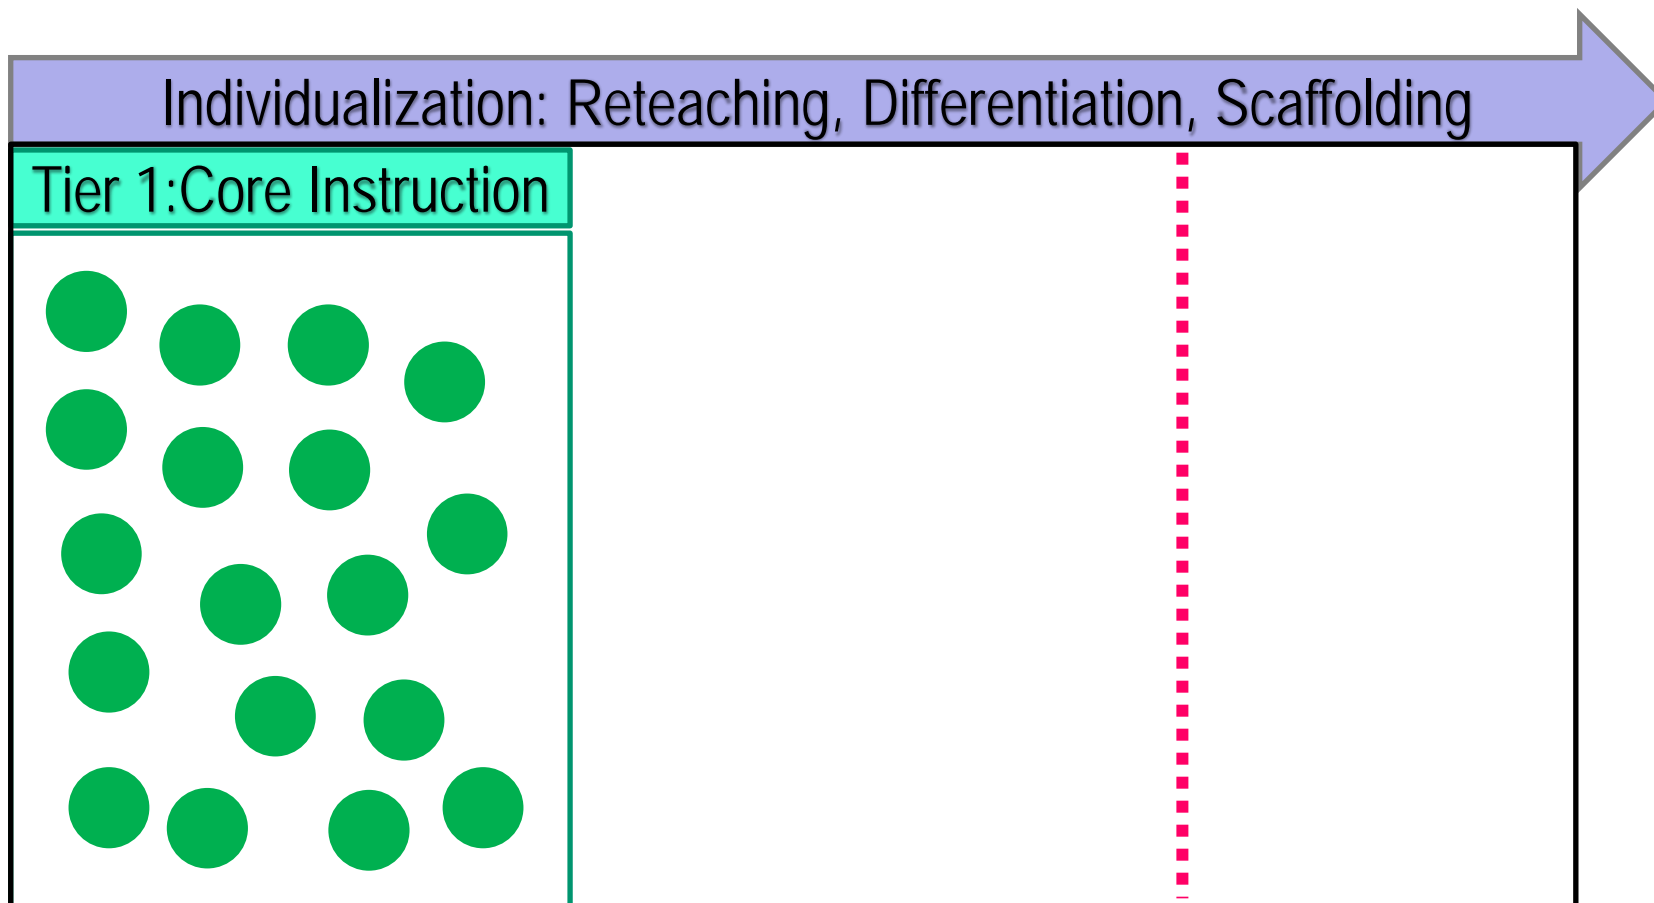 Individualization: Reteaching, Differentiation, Scaffolding
Tier 1:Core Instruction